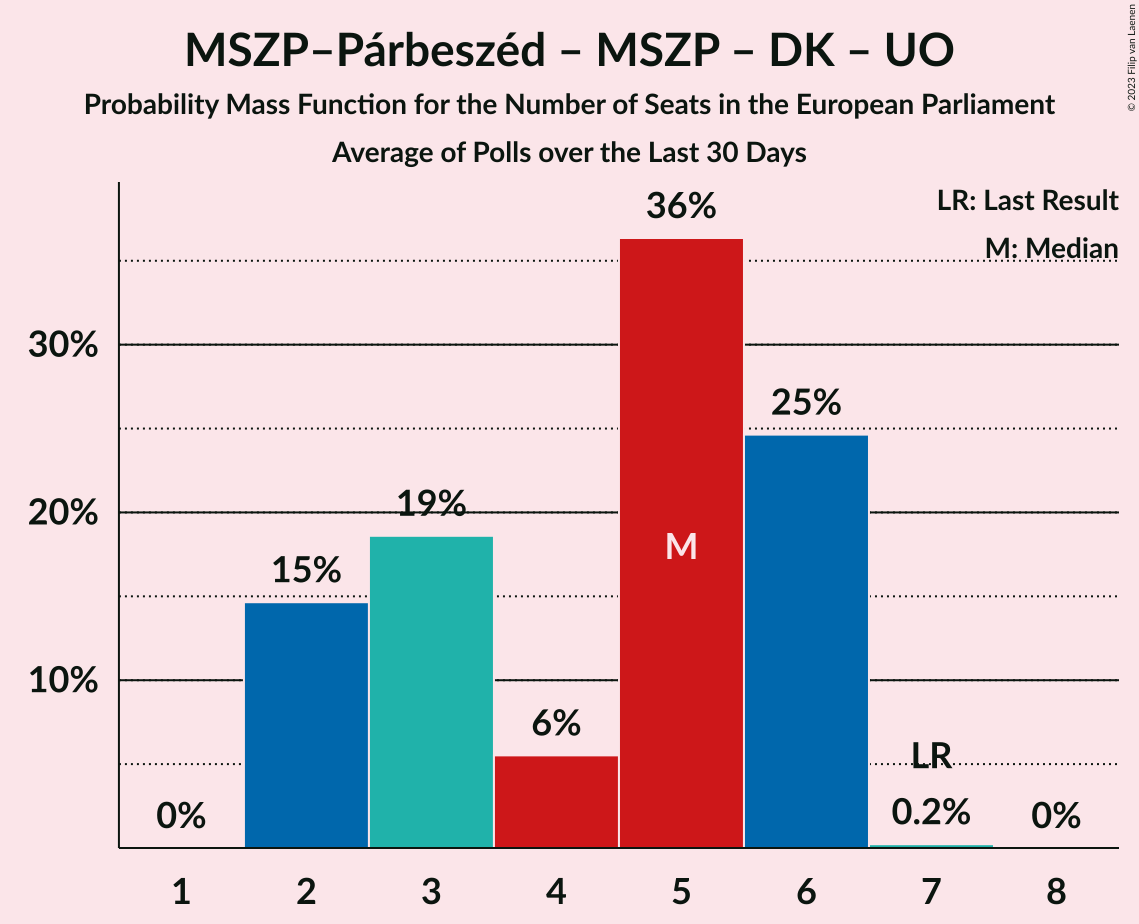 MSZP–Párbeszéd – MSZP – DK – UO
Probability Mass Function for the Number of Seats in the European Parliament
Average of Polls over the Last 30 Days
© 2023 Filip van Laenen
LR: Last Result
M: Median
36%
30%
25%
20%
19%
M
15%
10%
6%
LR
0%
0.2%
0%
1 2 3 4 5 6 7 8